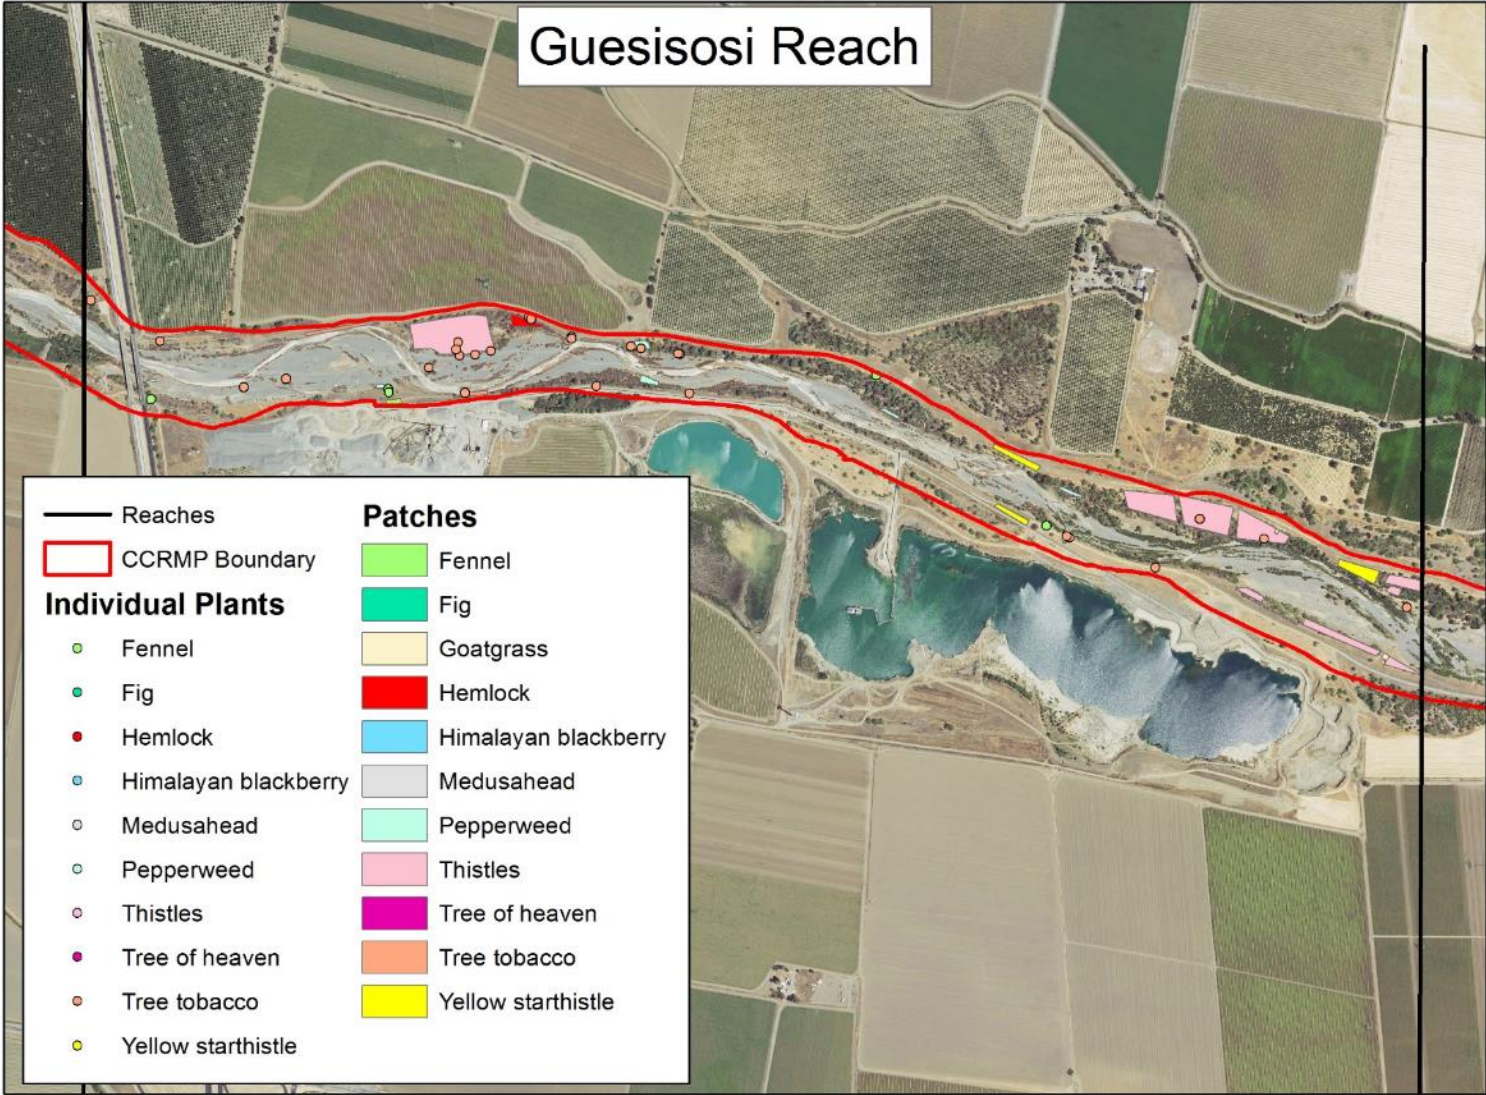 Guesisosi Reach
Reaches
CCRMP Boundary
Individual Plants
Fennel
Fig
Hemlock
Himalayan blackberry
Medusahead
Pepperweed
Thistles
Tree of heaven
Tree tobacco
Yellow starthistle
Patches
Fennel
Fig
Goatgrass
Hemlock
Himalayan blackberry
Medusahead
Pepperweed
Thistles
Tree of heaven
Tree tobacco
Yellow starthistle